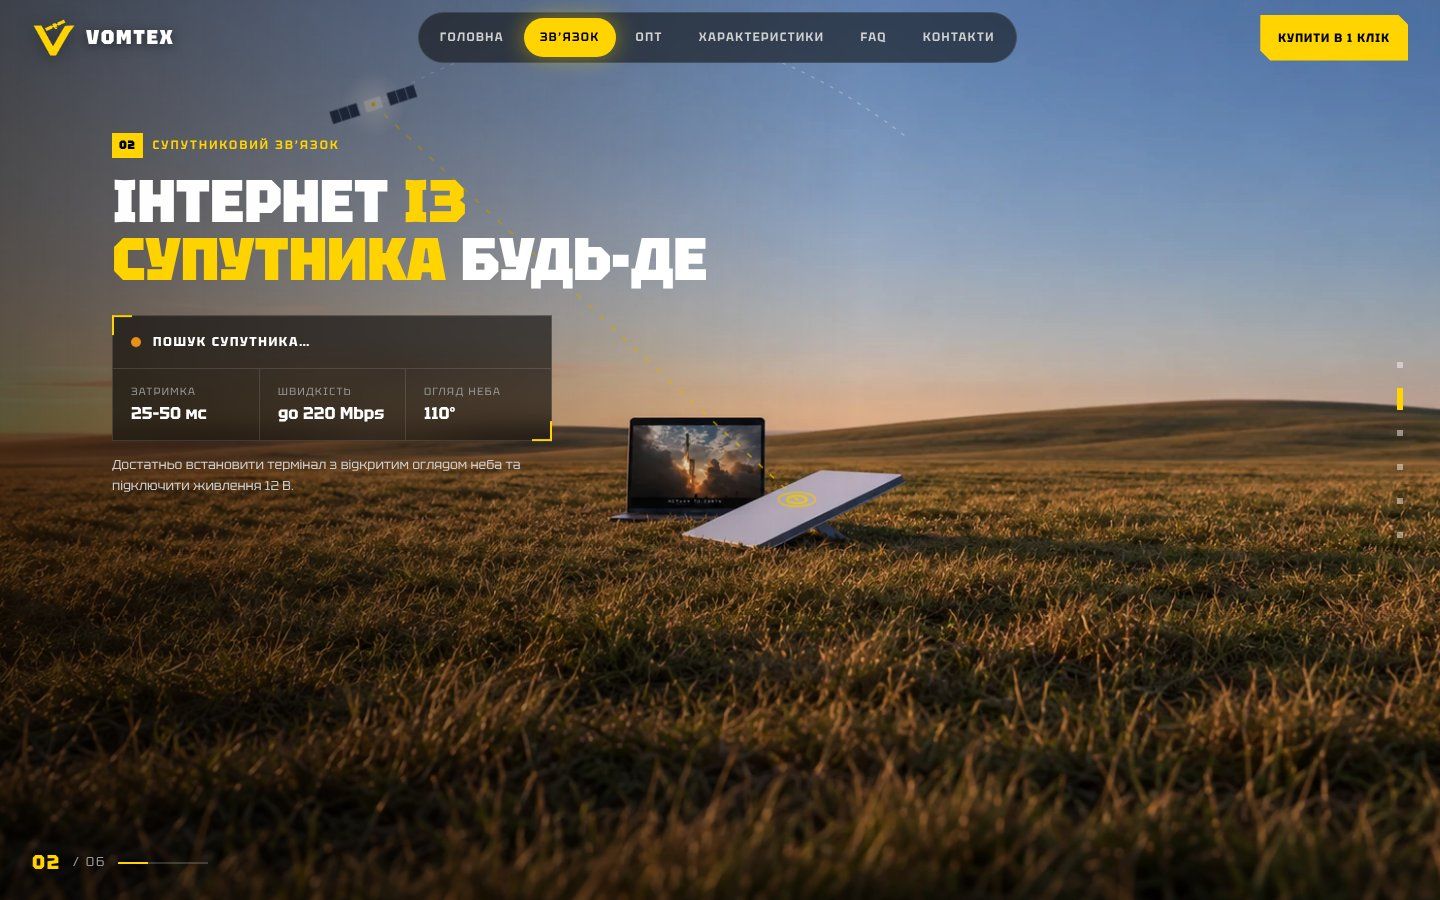 VOMTEX
ГОЛОВНА
ЗВ'ЯЗОК
ОПТ
ХАРАКТЕРИСТИКИ
FAQ
КОНТАКТИ
КУПИТИ В 1 КЛІК
02
СУПУТНИКОВИЙ ЗВ'ЯЗОК
ІНТЕРНЕТ ІЗ
СУПУТНИКА БУДЬ-ДЕ
ПОШУК СУПУТНИКА...
ЗАТРИМКА
25-50 мс
ШВИДКІСТЬ
до 220 Mbps
ОГЛЯД НЕБА
110°
Достатньо встановити термінал з відкритим оглядом неба та
підключити живлення 12 В.
02 / 06